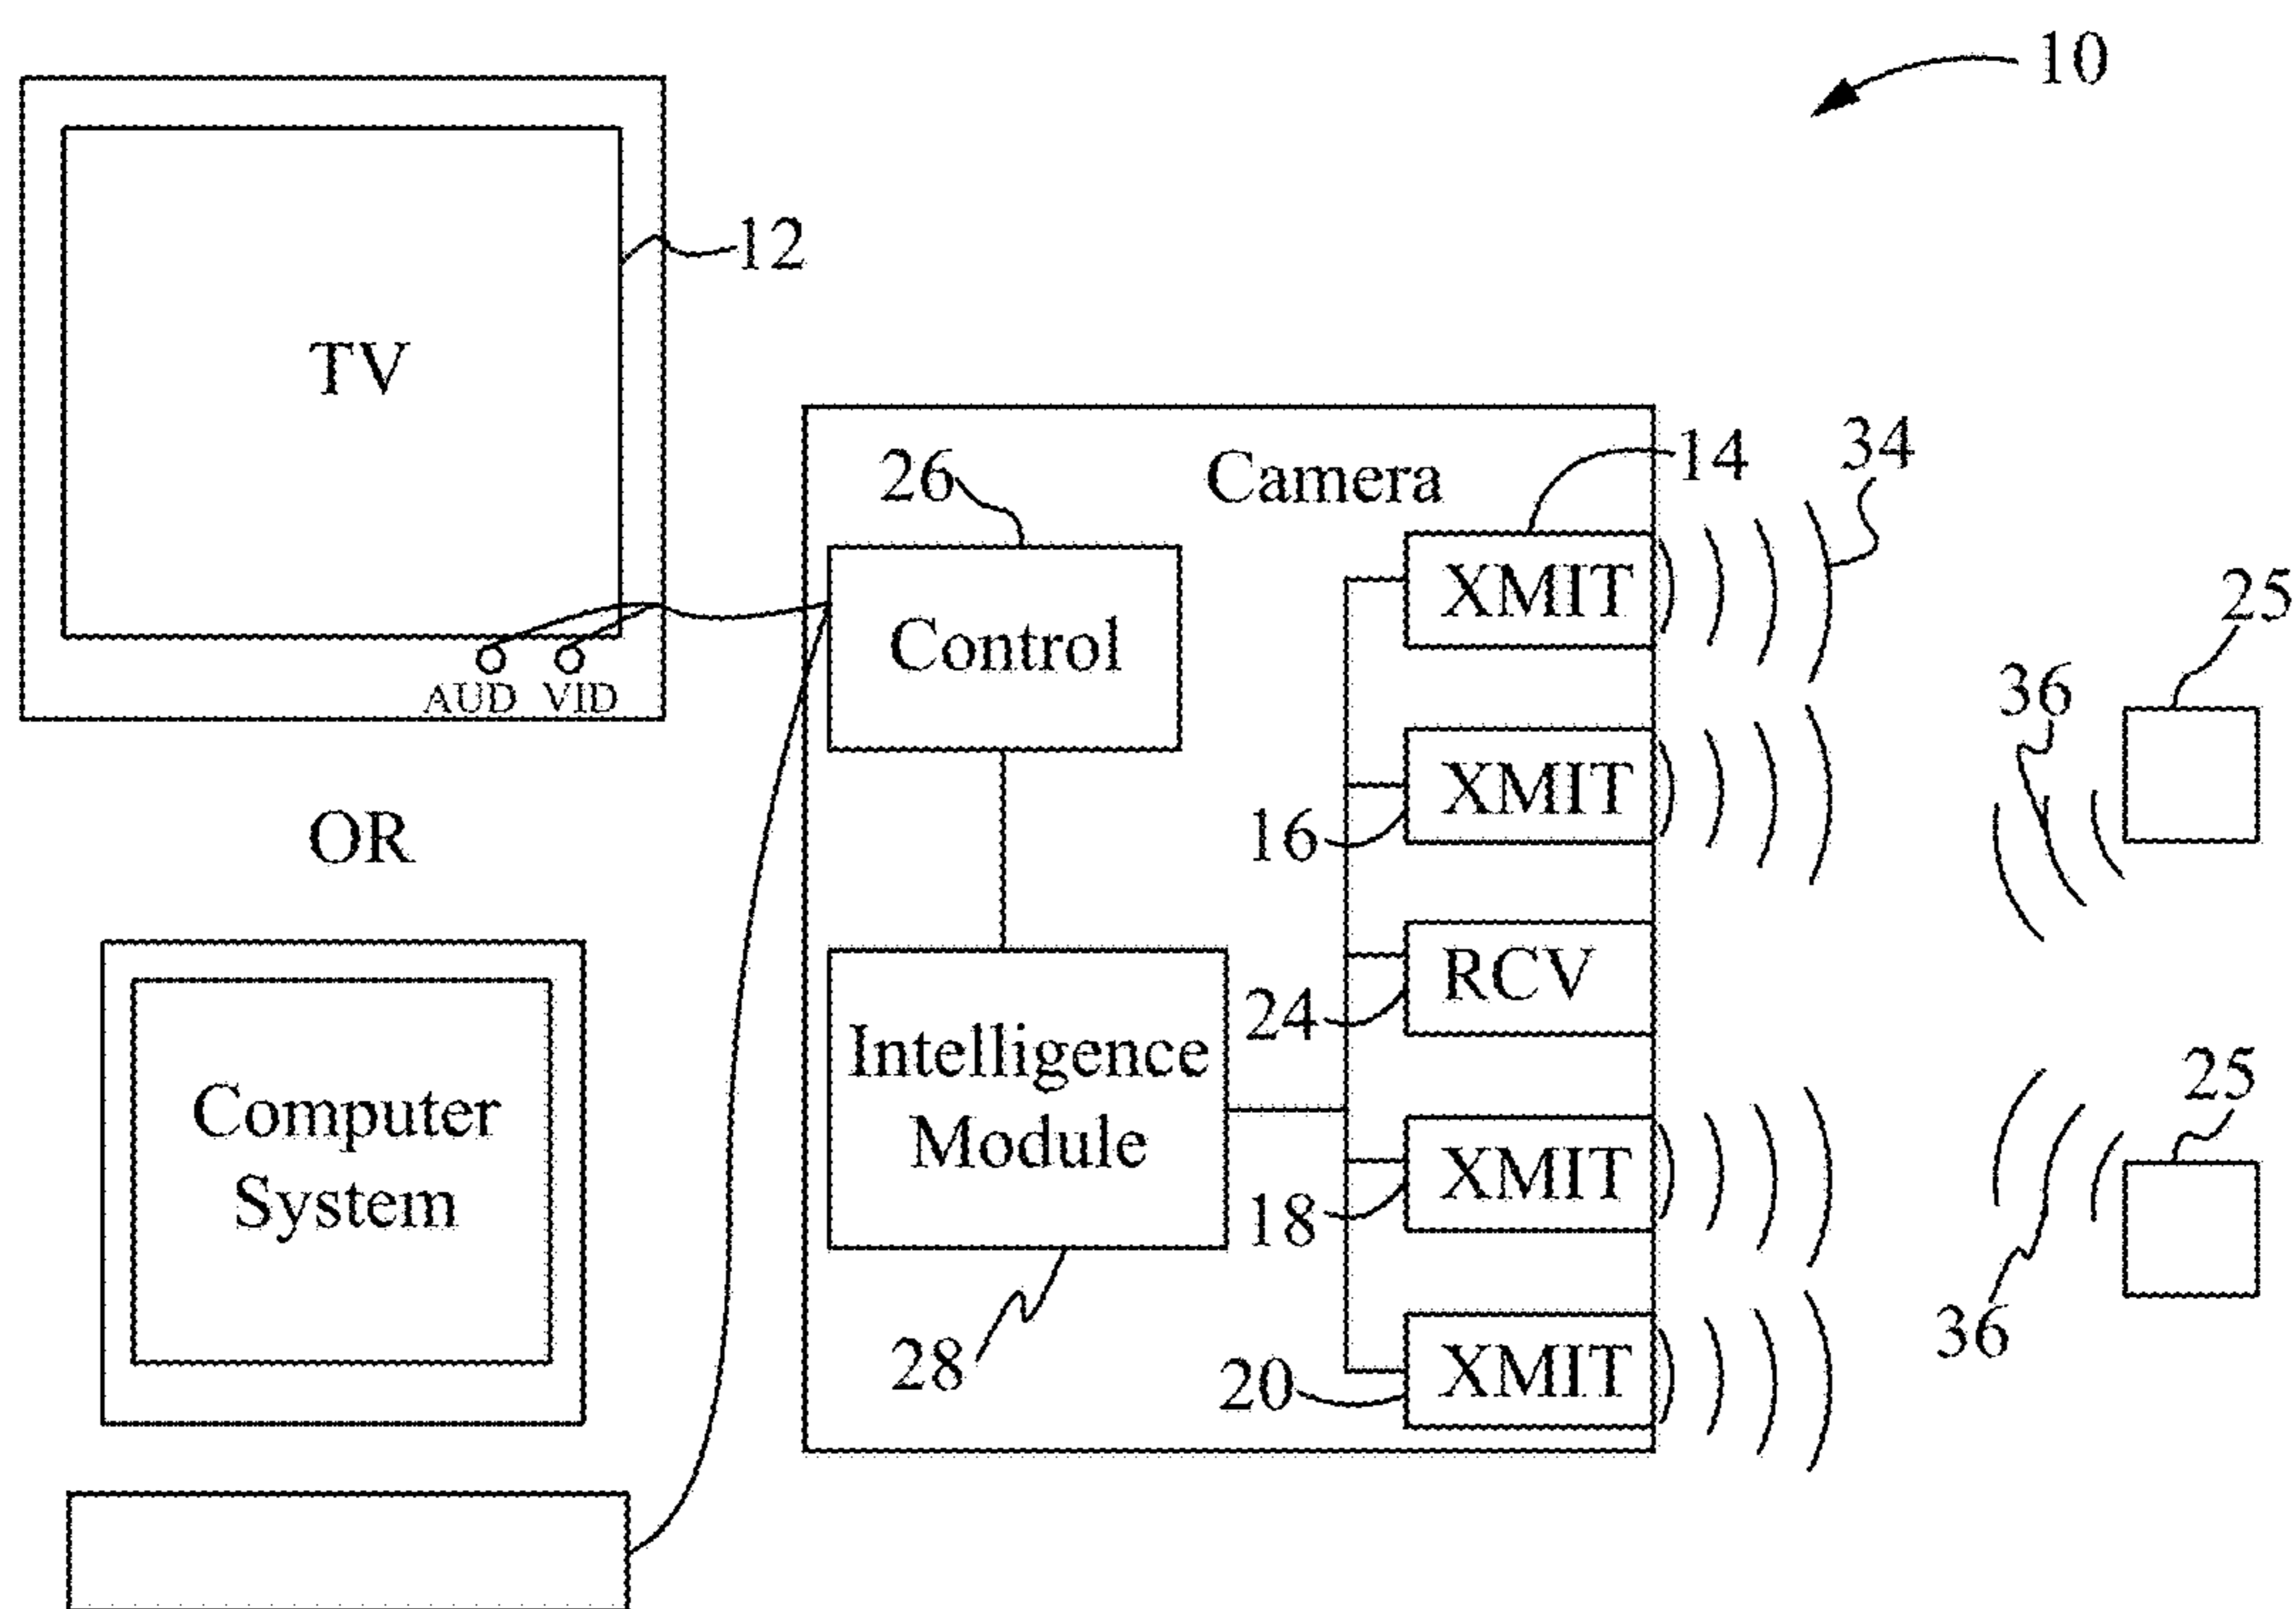 10
12
TV
AUD VID
OR
Computer
System
Camera
26
Control
Intelligence
Module
28
14
XMIT
34
XMIT
16
RCV
24
XMIT
18
XMIT
20
25
36
25
36